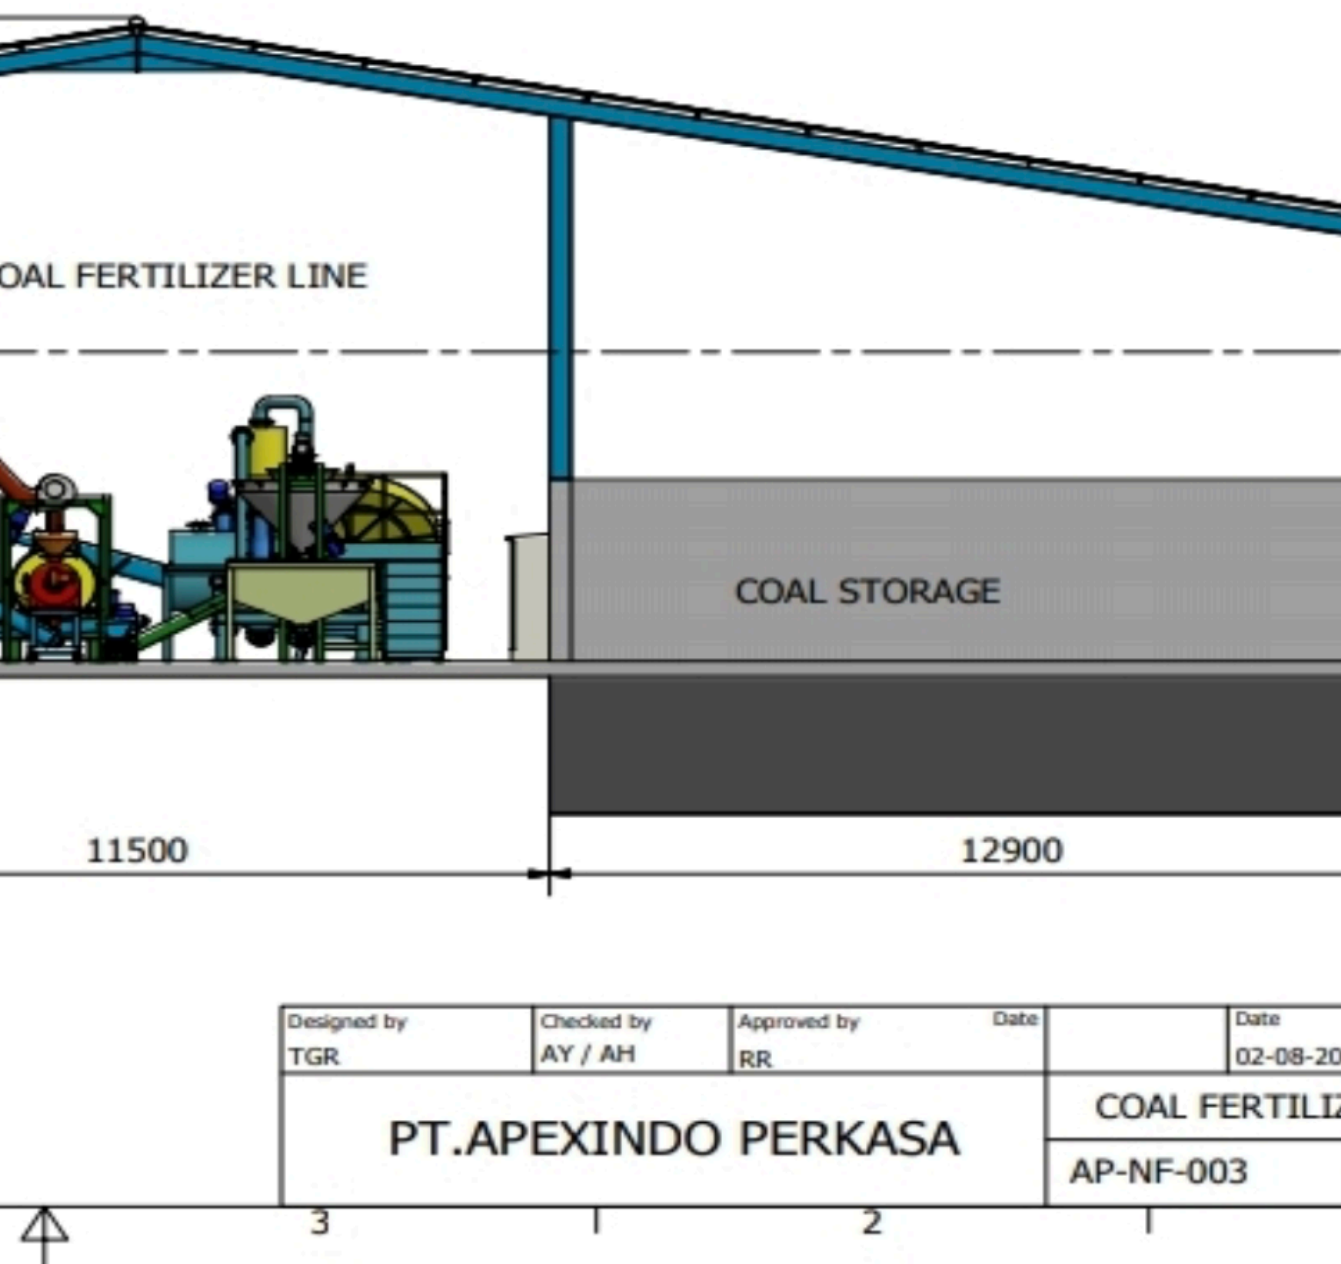 OAL FERTILIZER LINE
COAL STORAGE
11500
12900
Designed by
TGR
Checked by
AY / AH
Approved by
RR
Date
Date
02-08-20
PT.APEXINDO PERKASA
COAL FERTILIZ
AP-NF-003
3
2